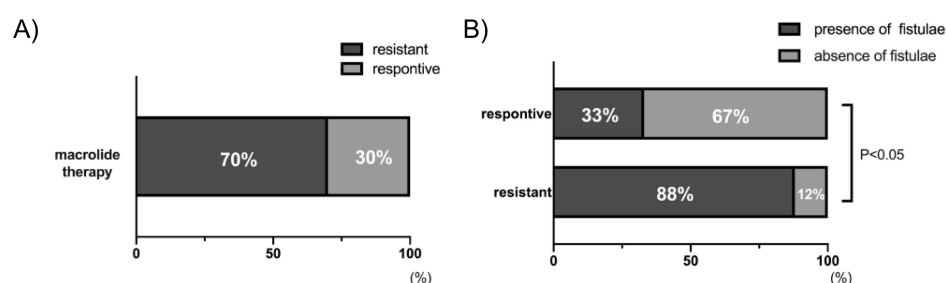 A)
resistant
respontive
macrolide
therapy
70%
30%
0
50
100
(%)
B)
presence of fistulae
absence of fistulae
respontive
33%
67%
resistant
88%
12%
P<0.05
0
50
100
(%)